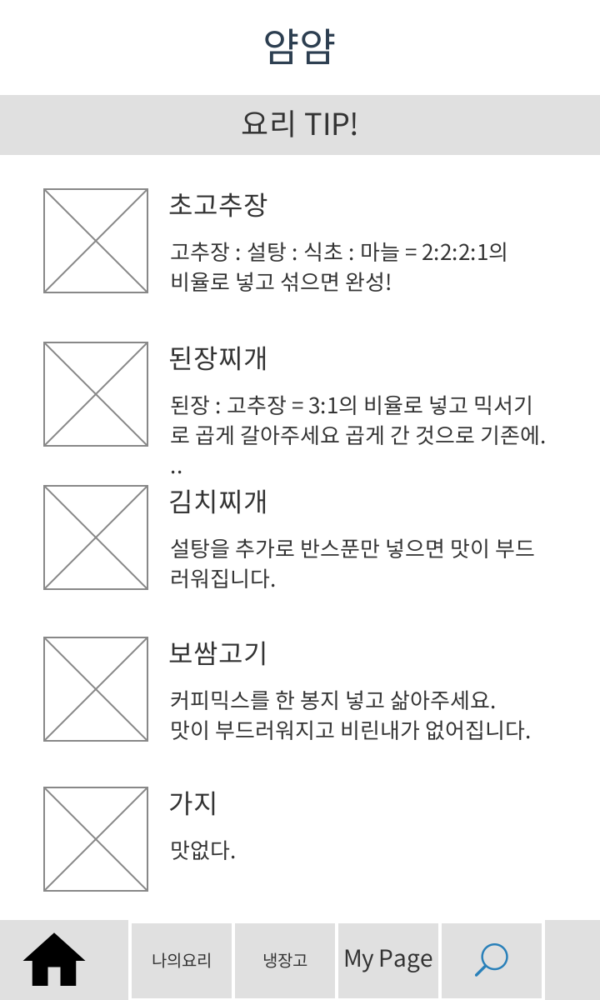 얌얌
요리 TIP!
초고추장
고추장 : 설탕 : 식초 : 마늘 = 2:2:2:1의
비율로 넣고 섞으면 완성!
된장찌개
된장 : 고추장 = 3:1의 비율로 넣고 믹서기
로 곱게 갈아주세요 곱게 간 것으로 기존에.
..
김치찌개
설탕을 추가로 반스푼만 넣으면 맛이 부드
러워집니다.
보쌈고기
커피믹스를 한 봉지 넣고 삶아주세요.
맛이 부드러워지고 비린내가 없어집니다.
가지
맛없다.
나의요리
냉장고
My Page